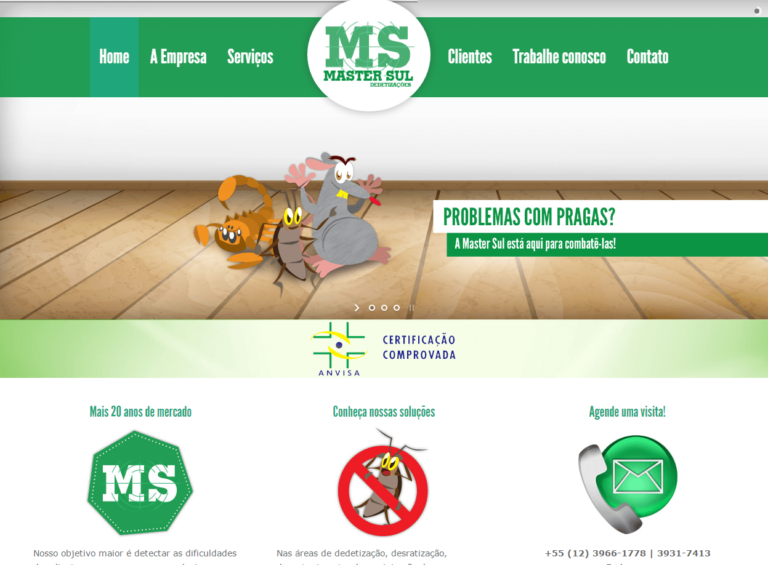 Home
A Empresa
Serviços
MS
MASTER SUL
DEDETIZAÇÕES
Clientes
Trabalhe conosco
Contato
PROBLEMAS COM PRAGAS?
A Master Sul está aqui para combatê-las!
ANVISA
CERTIFICAÇÃO
COMPROVADA
Mais 20 anos de mercado
MS
Nosso objetivo maior é detectar as dificuldades
Conheça nossas soluções
Nas áreas de dedetização, desratização,
Agende uma visita!
+55 (12) 3966-1778 | 3931-7413